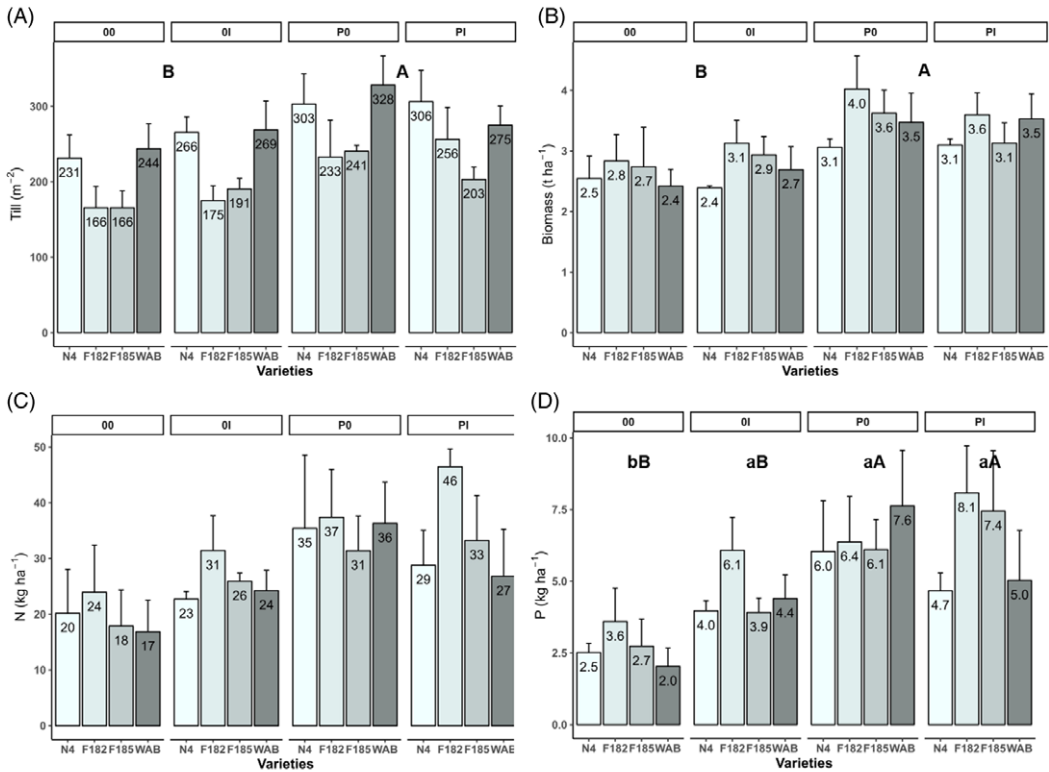 (A)
00 0I P0 PI
B A
Till (m−2)
300
200
100
0
231 166 166 244
266 175 191 269
303 233 241 328
306 256 203 275
N4 F182 F185 WAB N4 F182 F185 WAB N4 F182 F185 WAB N4 F182 F185 WAB
Varieties
(B)
00 0I P0 PI
B A
Biomass (t ha−1)
4
3
2
1
0
2.5 2.8 2.7 2.4
2.4 3.1 2.9 2.7
3.1 4.0 3.6 3.5
3.1 3.6 3.1 3.5
N4 F182 F185 WAB N4 F182 F185 WAB N4 F182 F185 WAB N4 F182 F185 WAB
Varieties
(C)
00 0I P0 PI
N (kg ha−1)
50
40
30
20
10
0
20 24 18 17
23 31 26 24
35 37 31 36
29 46 33 27
N4 F182 F185 WAB N4 F182 F185 WAB N4 F182 F185 WAB N4 F182 F185 WAB
Varieties
(D)
00 0I P0 PI
bB aB aA aA
P (kg ha−1)
10.0
7.5
5.0
2.5
0.0
2.5 3.6 2.7 2.0
4.0 6.1 3.9 4.4
6.0 6.4 6.1 7.6
4.7 8.1 7.4 5.0
N4 F182 F185 WAB N4 F182 F185 WAB N4 F182 F185 WAB N4 F182 F185 WAB
Varieties